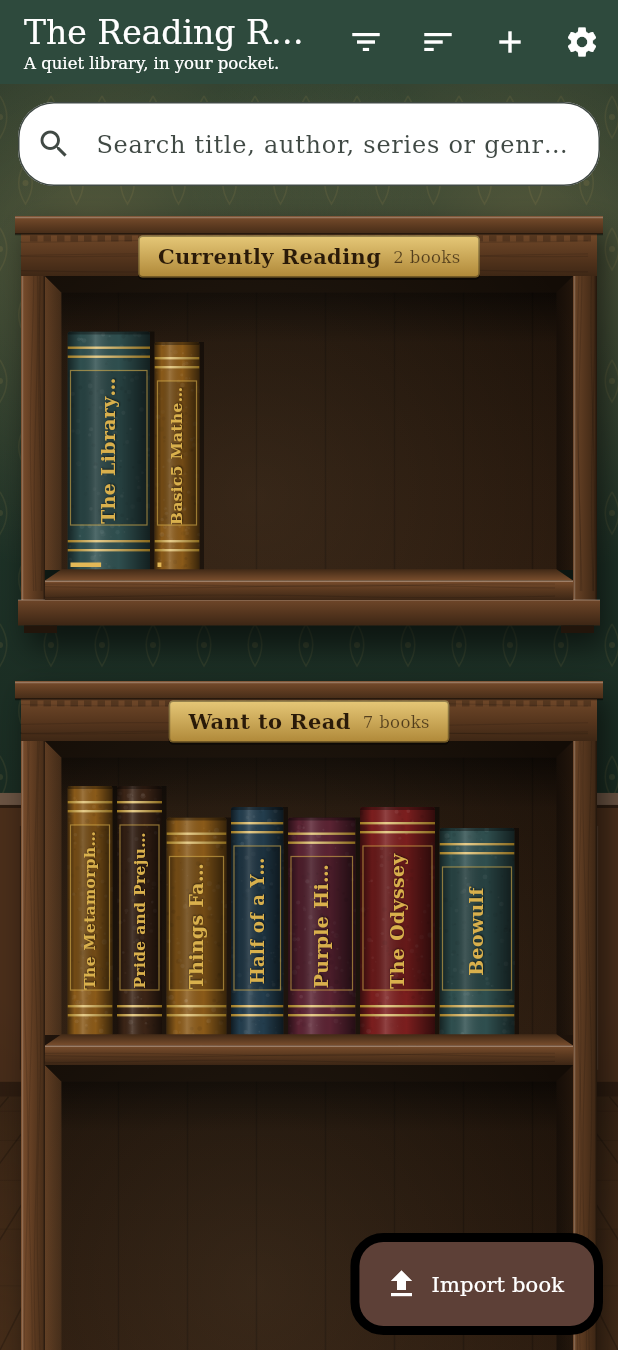 The Reading R...
A quiet library, in your pocket.
Search title, author, series or genr...
Currently Reading 2 books
The Library...
Basic5 Mathe...
Want to Read 7 books
The Metamorph...
Pride and Preju...
Things Fa...
Half of a Y...
Purple Hi...
The Odyssey
Beowulf
Import book